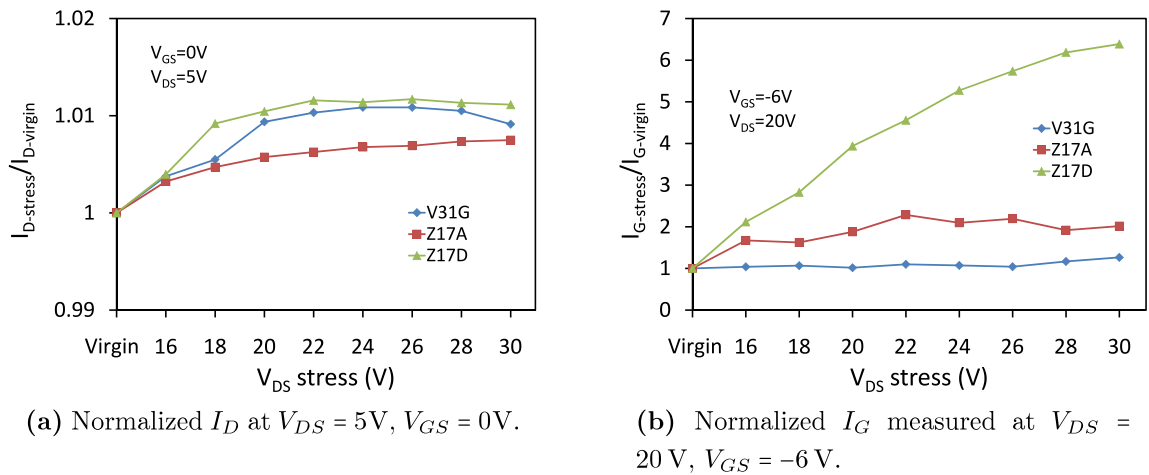 1.02
V_GS=0V
V_DS=5V
1.01
I_D-stress/I_D-virgin
1
V31G
Z17A
Z17D
0.99
Virgin 16 18 20 22 24 26 28 30
V_DS stress (V)
(a) Normalized I_D at V_DS = 5V, V_GS = 0V.
7
6
5
V_GS=-6V
V_DS=20V
V31G
Z17A
Z17D
4
I_G-stress/I_G-virgin
3
2
1
0
Virgin 16 18 20 22 24 26 28 30
V_DS stress (V)
(b) Normalized I_G measured at V_DS =
20 V, V_GS = −6 V.